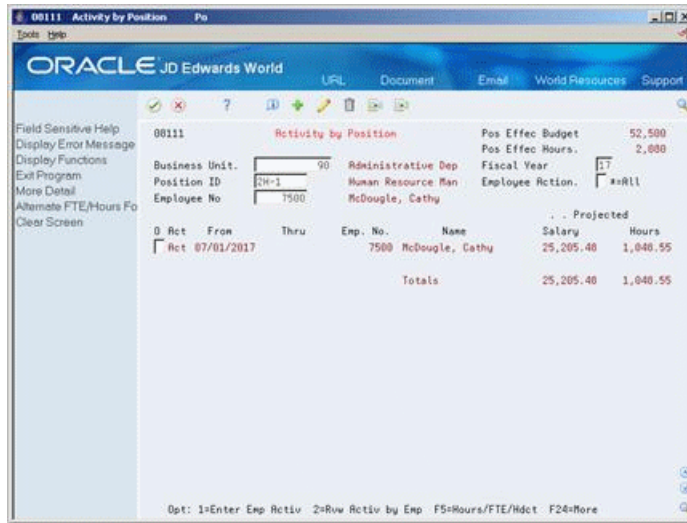 08111 Activity by Position Po
Tools Help
ORACLE JD Edwards World
URL Document Email World Resources Support
Field Sensitive Help
Display Error Message
Display Functions
Exit Program
More Detail
Alternate FTE/Hours Fo
Clear Screen
08111 Activity by Position Pos Effec Budget 52,500
Pos Effec Hours. 2,080
Business Unit. 90 Administrative Dep Fiscal Year 17
Position ID 2H-1 Human Resource Man Employee Action. *=All
Employee No 7500 McDougle, Cathy
. . Projected
O Act From Thru Emp. No. Name Salary Hours
Act 07/01/2017 7500 McDougle, Cathy 25,205.48 1,048.55
Totals 25,205.48 1,048.55
Opt: 1=Enter Emp Activ 2=Rvw Activ by Emp F5=Hours/FTE/Hdct F24=More